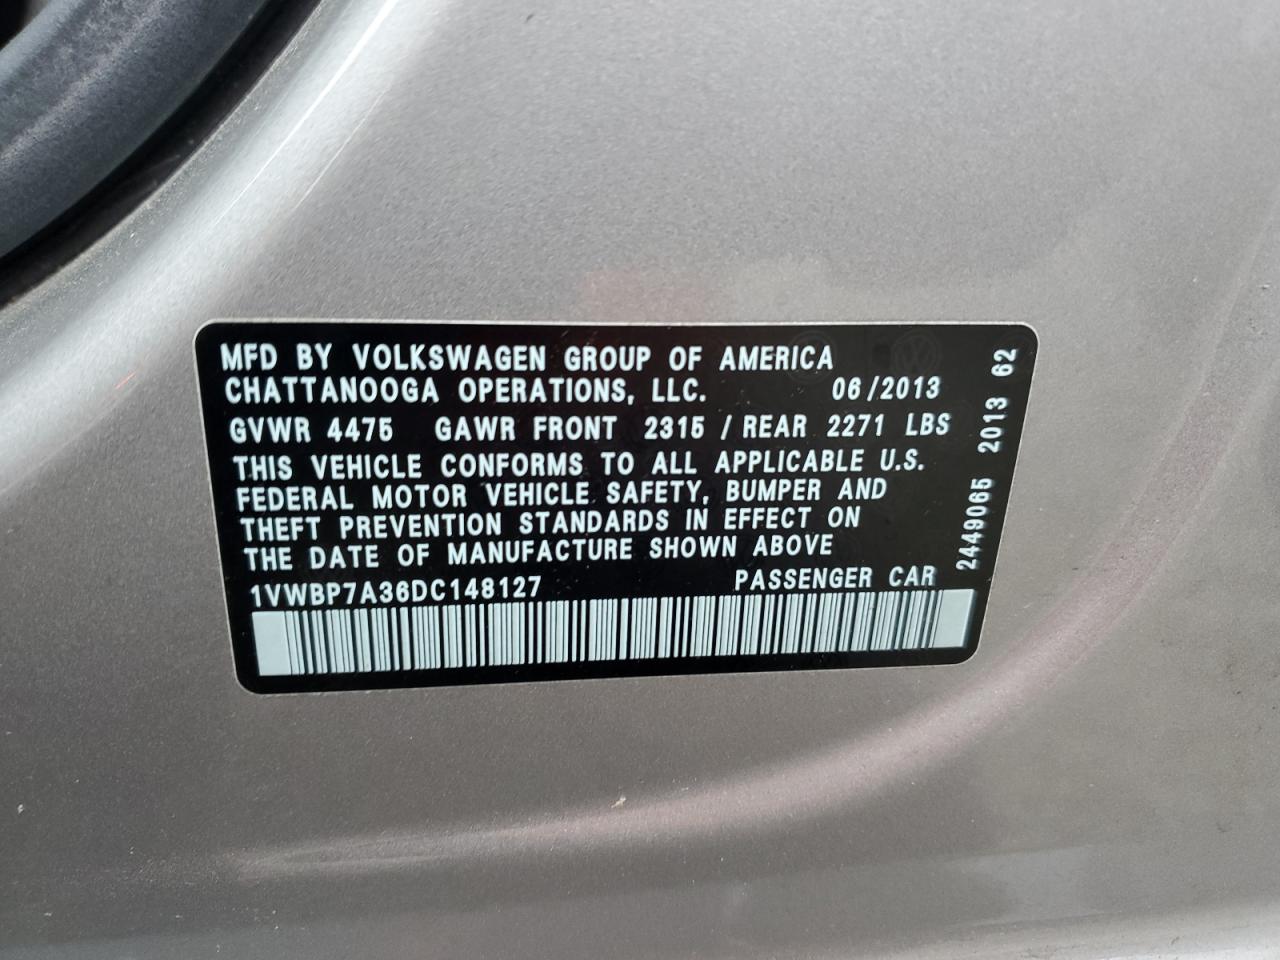 MFD BY VOLKSWAGEN GROUP OF AMERICA
CHATTANOOGA OPERATIONS, LLC. 06/2013
GVWR 4475 GAWR FRONT 2315 / REAR 2271 LBS
THIS VEHICLE CONFORMS TO ALL APPLICABLE U.S.
FEDERAL MOTOR VEHICLE SAFETY, BUMPER AND
THEFT PREVENTION STANDARDS IN EFFECT ON
THE DATE OF MANUFACTURE SHOWN ABOVE
1VWBP7A36DC148127 PASSENGER CAR
2449065 2013 62